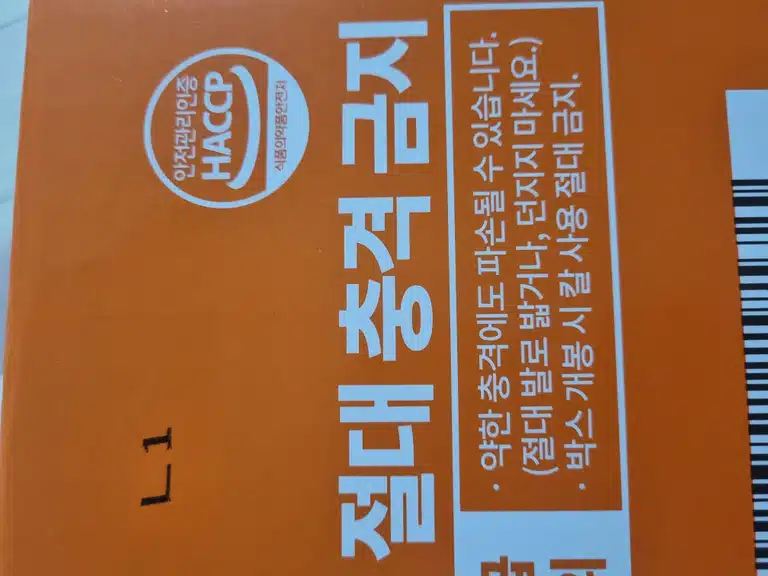 안전관리인증
HACCP
식품의약품안전처
절대 충격 금지
· 약한 충격에도 파손될 수 있습니다.
(절대 발로 밟거나, 던지지 마세요.)
· 박스 개봉 시 칼 사용 절대 금지.
L1